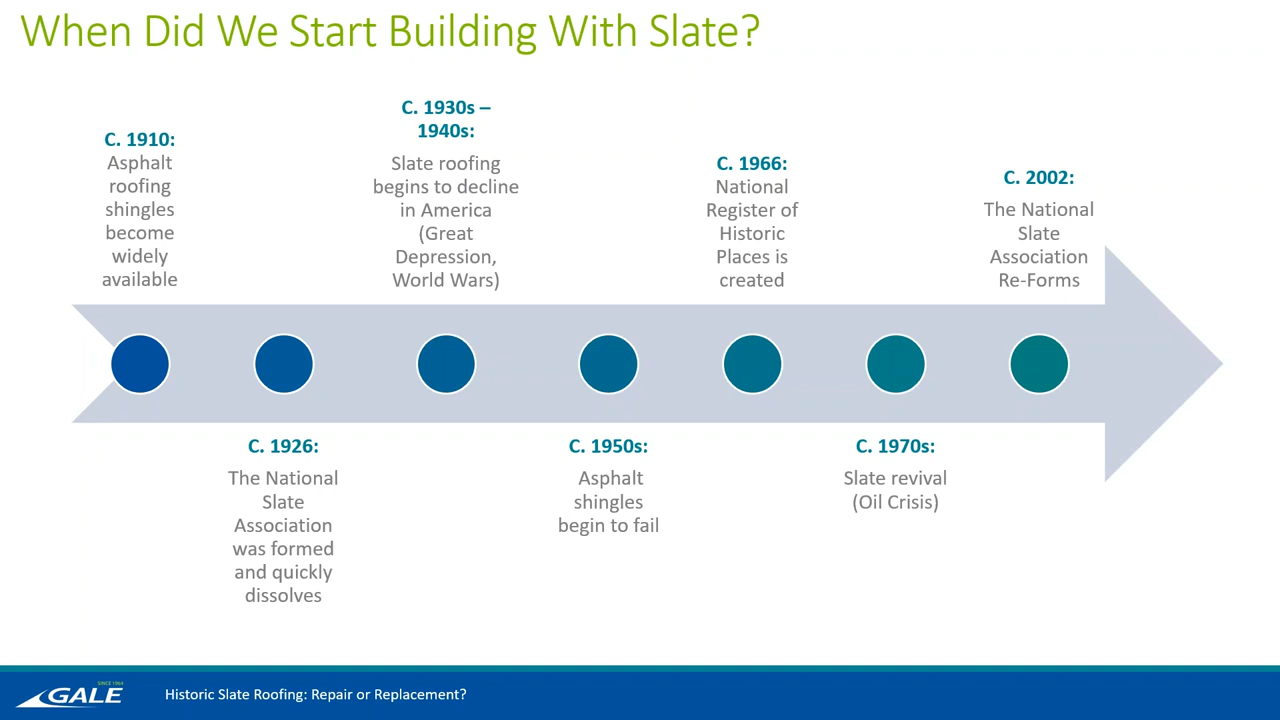 When Did We Start Building With Slate?
C. 1910:
Asphalt
roofing
shingles
become
widely
available
C. 1926:
The National
Slate
Association
was formed
and quickly
dissolves
C. 1930s –
1940s:
Slate roofing
begins to decline
in America
(Great
Depression,
World Wars)
C. 1950s:
Asphalt
shingles
begin to fail
C. 1966:
National
Register of
Historic
Places is
created
C. 1970s:
Slate revival
(Oil Crisis)
C. 2002:
The National
Slate
Association
Re-Forms
SINCE 1964
GALE
Historic Slate Roofing: Repair or Replacement?